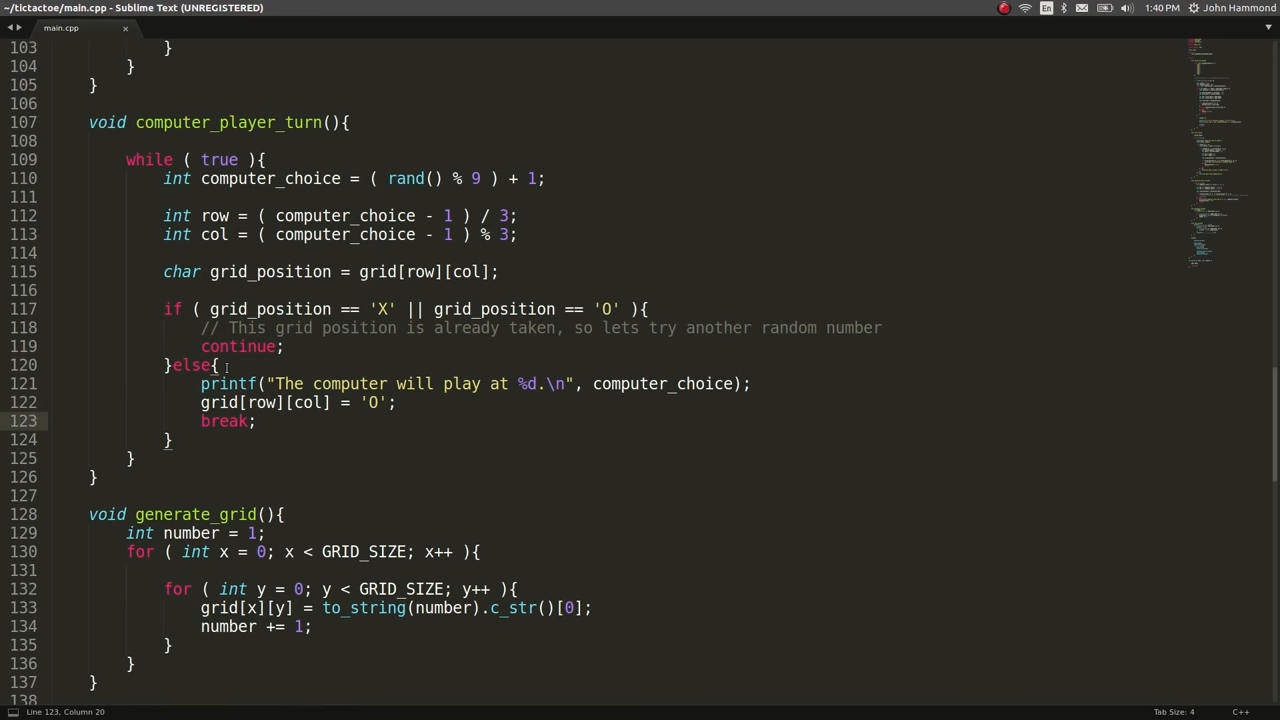 ~/tictactoe/main.cpp - Sublime Text (UNREGISTERED)
En
1:40 PM
John Hammond
main.cpp
103 }
104 }
105 }
106
107 void computer_player_turn(){
108
109 while ( true ){
110 int computer_choice = ( rand() % 9 ) + 1;
111
112 int row = ( computer_choice - 1 ) / 3;
113 int col = ( computer_choice - 1 ) % 3;
114
115 char grid_position = grid[row][col];
116
117 if ( grid_position == 'X' || grid_position == 'O' ){
118 // This grid position is already taken, so lets try another random number
119 continue;
120 }else{
121 printf("The computer will play at %d.\n", computer_choice);
122 grid[row][col] = 'O';
123 break;
124 }
125 }
126 }
127
128 void generate_grid(){
129 int number = 1;
130 for ( int x = 0; x < GRID_SIZE; x++ ){
131
132 for ( int y = 0; y < GRID_SIZE; y++ ){
133 grid[x][y] = to_string(number).c_str()[0];
134 number += 1;
135 }
136 }
137 }
138
Line 123, Column 20
Tab Size: 4
C++